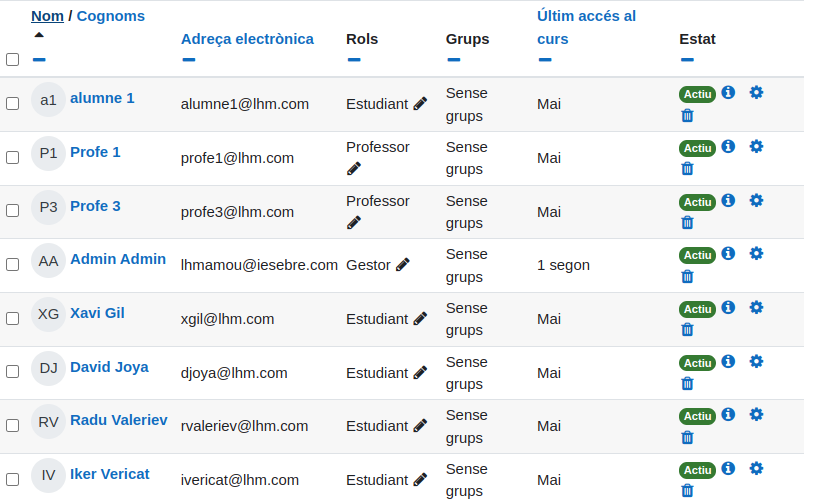 Nom / Cognoms
Adreça electrònica
Rols
Grups
Últim accés al
curs
Estat
a1 alumne 1
alumne1@lhm.com
Estudiant
Sense
grups
Mai
Actiu
P1 Profe 1
profe1@lhm.com
Professor
Sense
grups
Mai
Actiu
P3 Profe 3
profe3@lhm.com
Professor
Sense
grups
Mai
Actiu
AA Admin Admin
lhmamou@iesebre.com
Gestor
Sense
grups
1 segon
Actiu
XG Xavi Gil
xgil@lhm.com
Estudiant
Sense
grups
Mai
Actiu
DJ David Joya
djoya@lhm.com
Estudiant
Sense
grups
Mai
Actiu
RV Radu Valeriev
rvaleriev@lhm.com
Estudiant
Sense
grups
Mai
Actiu
IV Iker Vericat
ivericat@lhm.com
Estudiant
Sense
grups
Mai
Actiu